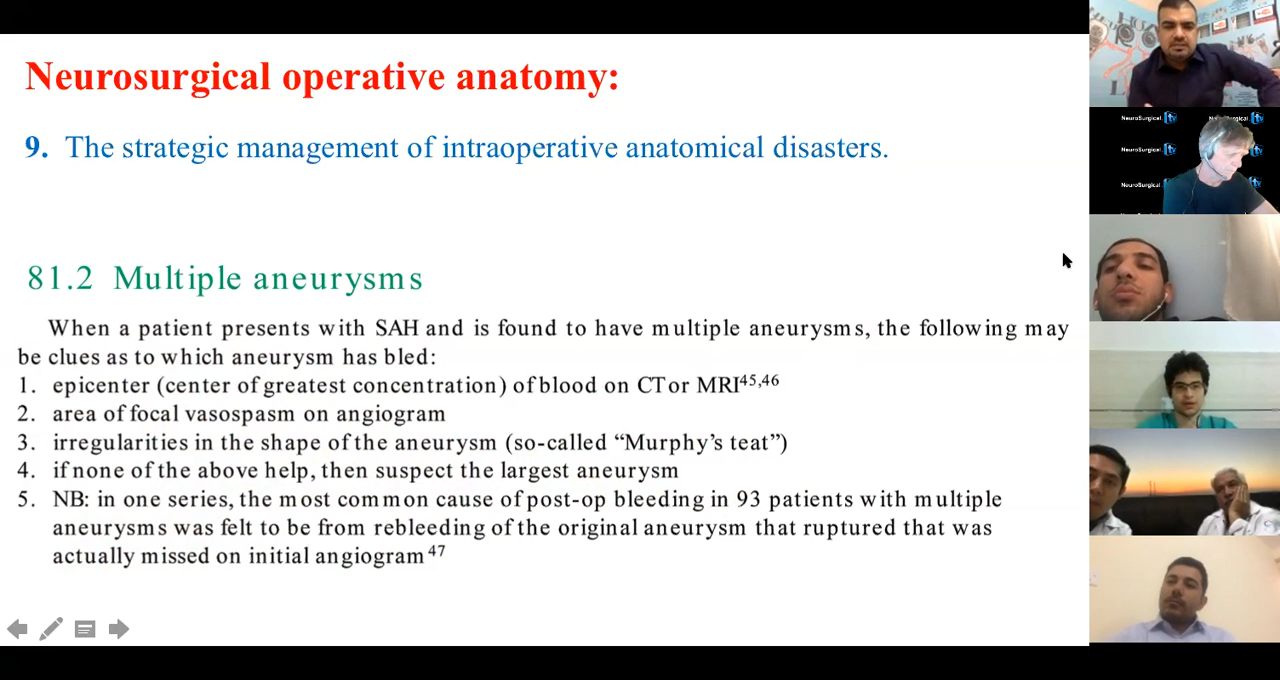 Neurosurgical operative anatomy:
9. The strategic management of intraoperative anatomical disasters.
81.2 Multiple aneurysms
When a patient presents with SAH and is found to have multiple aneurysms, the following may
be clues as to which aneurysm has bled:
1. epicenter (center of greatest concentration) of blood on CT or MRI45,46
2. area of focal vasospasm on angiogram
3. irregularities in the shape of the aneurysm (so-called “Murphy’s teat”)
4. if none of the above help, then suspect the largest aneurysm
5. NB: in one series, the most common cause of post-op bleeding in 93 patients with multiple
aneurysms was felt to be from rebleeding of the original aneurysm that ruptured that was
actually missed on initial angiogram47
NeuroSurgical tv
NeuroSurgical
NeuroSurgical